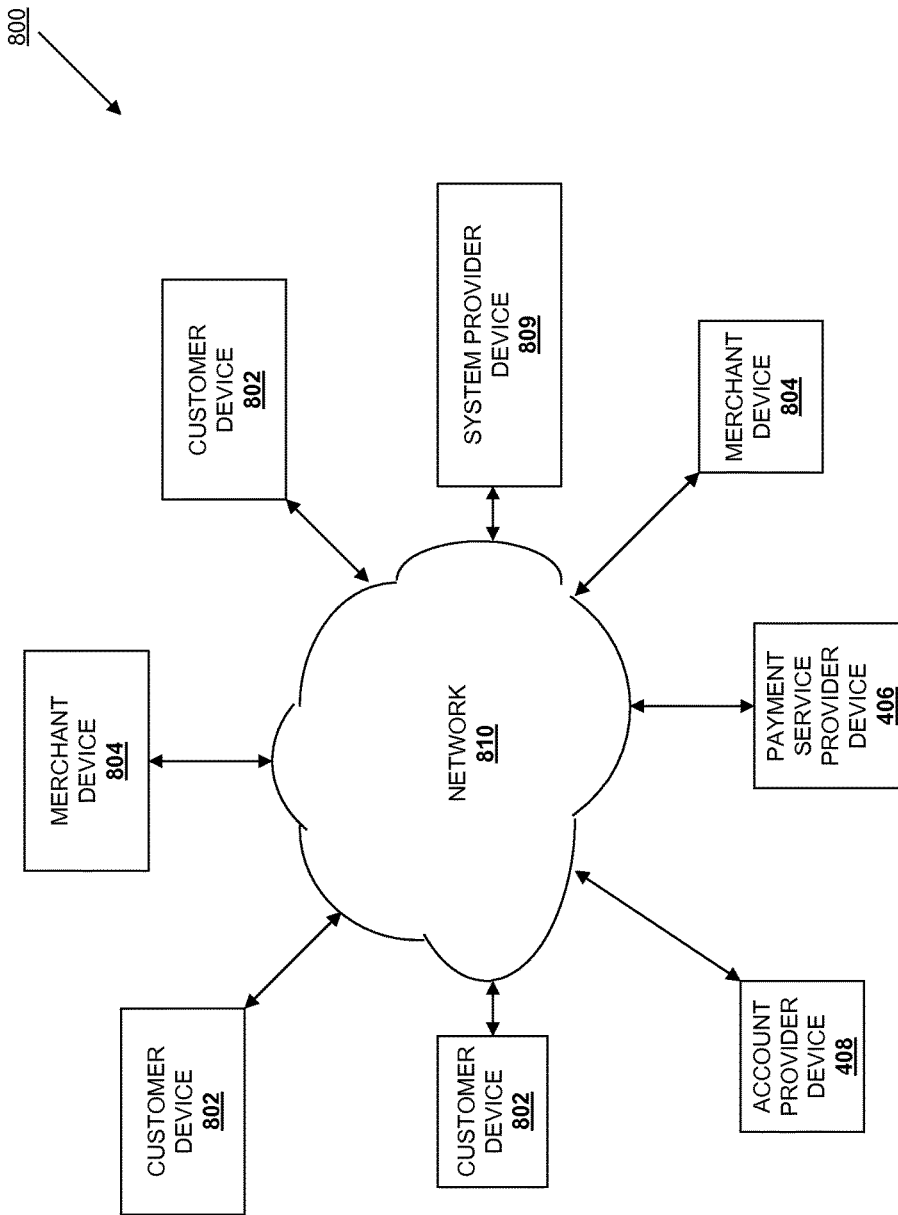 800
CUSTOMER
DEVICE
802
MERCHANT
DEVICE
804
CUSTOMER
DEVICE
802
CUSTOMER
DEVICE
802
NETWORK
810
SYSTEM PROVIDER
DEVICE
809
ACCOUNT
PROVIDER
DEVICE
408
PAYMENT
SERVICE
PROVIDER
DEVICE
406
MERCHANT
DEVICE
804